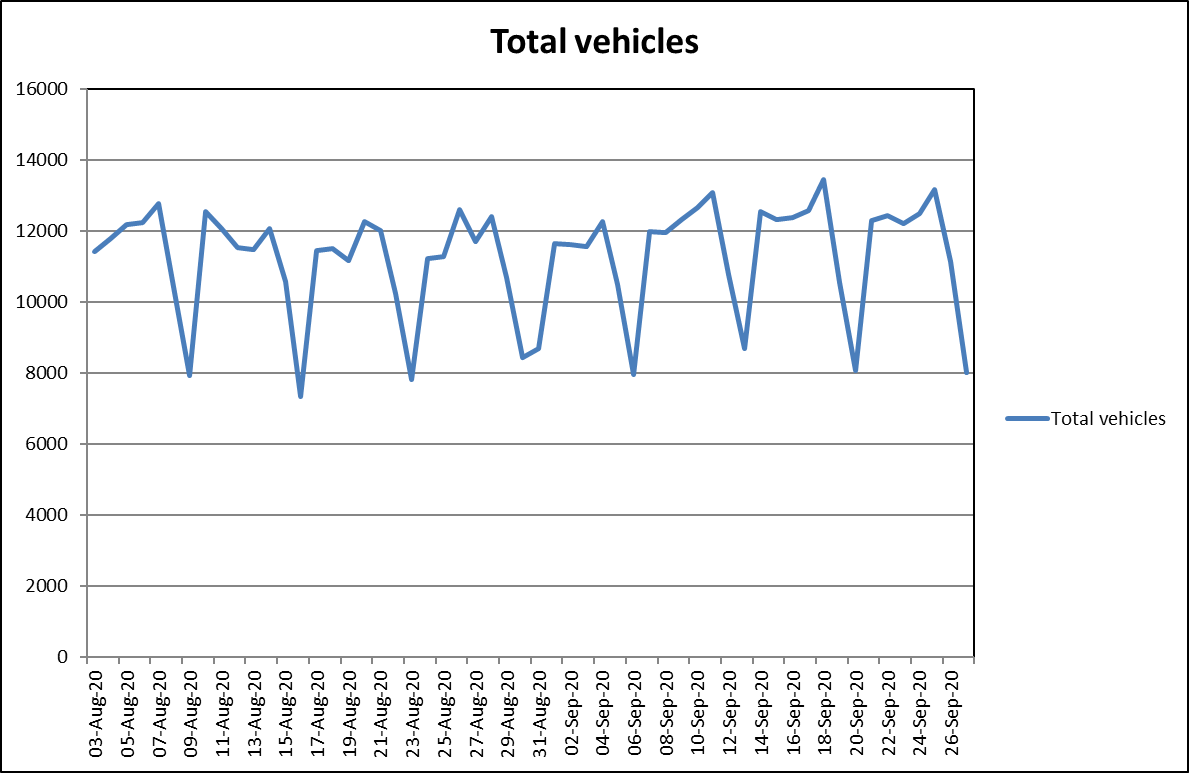 Total vehicles
16000
14000
12000
10000
8000
6000
4000
2000
0
03-Aug-20
05-Aug-20
07-Aug-20
09-Aug-20
11-Aug-20
13-Aug-20
15-Aug-20
17-Aug-20
19-Aug-20
21-Aug-20
23-Aug-20
25-Aug-20
27-Aug-20
29-Aug-20
31-Aug-20
02-Sep-20
04-Sep-20
06-Sep-20
08-Sep-20
10-Sep-20
12-Sep-20
14-Sep-20
16-Sep-20
18-Sep-20
20-Sep-20
22-Sep-20
24-Sep-20
26-Sep-20
Total vehicles